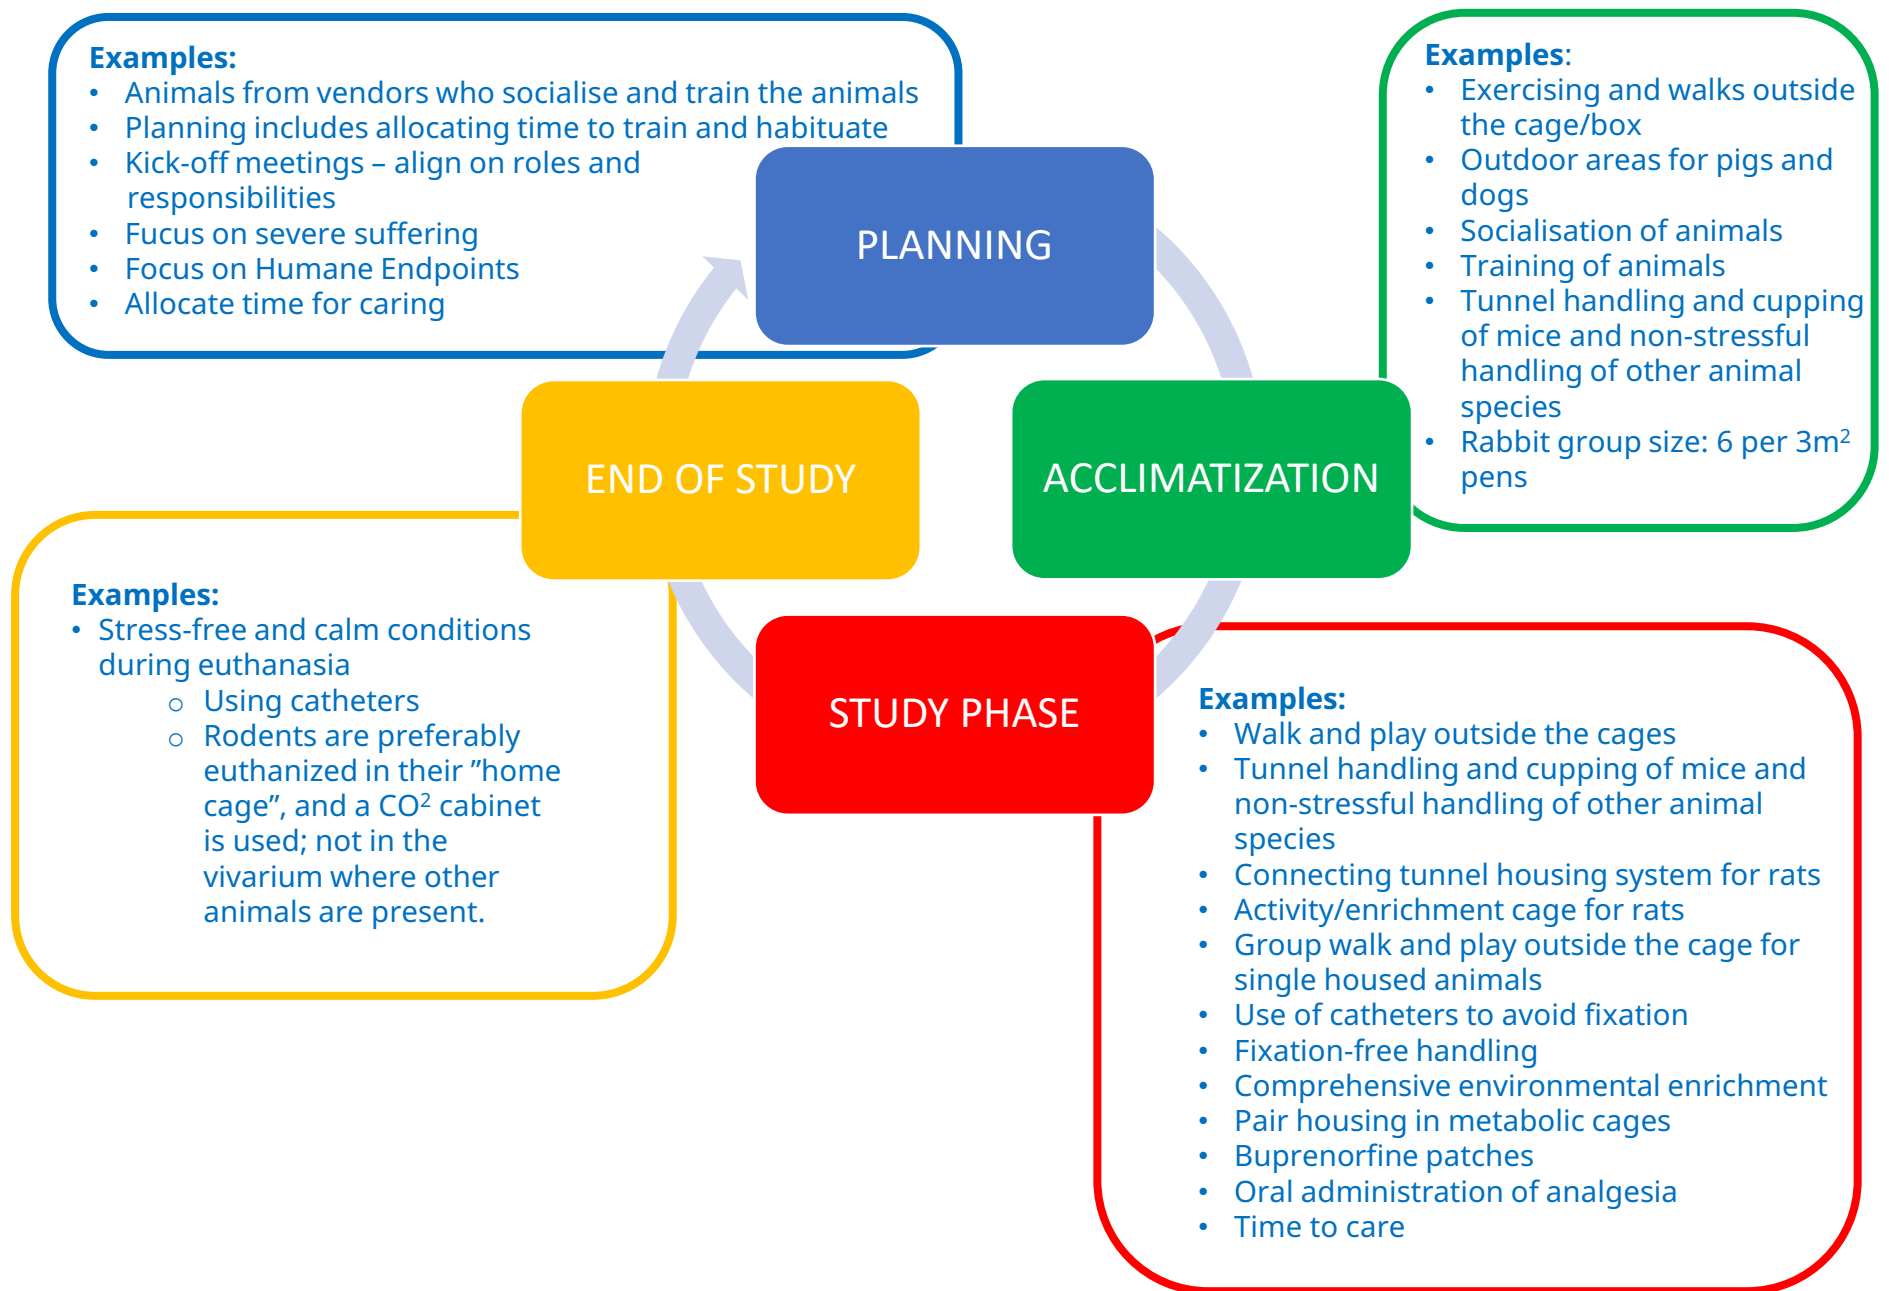 Examples:
• Animals from vendors who socialise and train the animals
• Planning includes allocating time to train and habituate
• Kick-off meetings – align on roles and
responsibilities
• Fucus on severe suffering
• Focus on Humane Endpoints
• Allocate time for caring
PLANNING
Examples:
• Exercising and walks outside
the cage/box
• Outdoor areas for pigs and
dogs
• Socialisation of animals
• Training of animals
• Tunnel handling and cupping
of mice and non-stressful
handling of other animal
species
• Rabbit group size: 6 per 3m²
pens
ACCLIMATIZATION
STUDY PHASE
Examples:
• Walk and play outside the cages
• Tunnel handling and cupping of mice and
non-stressful handling of other animal
species
• Connecting tunnel housing system for rats
• Activity/enrichment cage for rats
• Group walk and play outside the cage for
single housed animals
• Use of catheters to avoid fixation
• Fixation-free handling
• Comprehensive environmental enrichment
• Pair housing in metabolic cages
• Buprenorfine patches
• Oral administration of analgesia
• Time to care
END OF STUDY
Examples:
• Stress-free and calm conditions
during euthanasia
o Using catheters
o Rodents are preferably
euthanized in their ”home
cage”, and a CO² cabinet
is used; not in the
vivarium where other
animals are present.